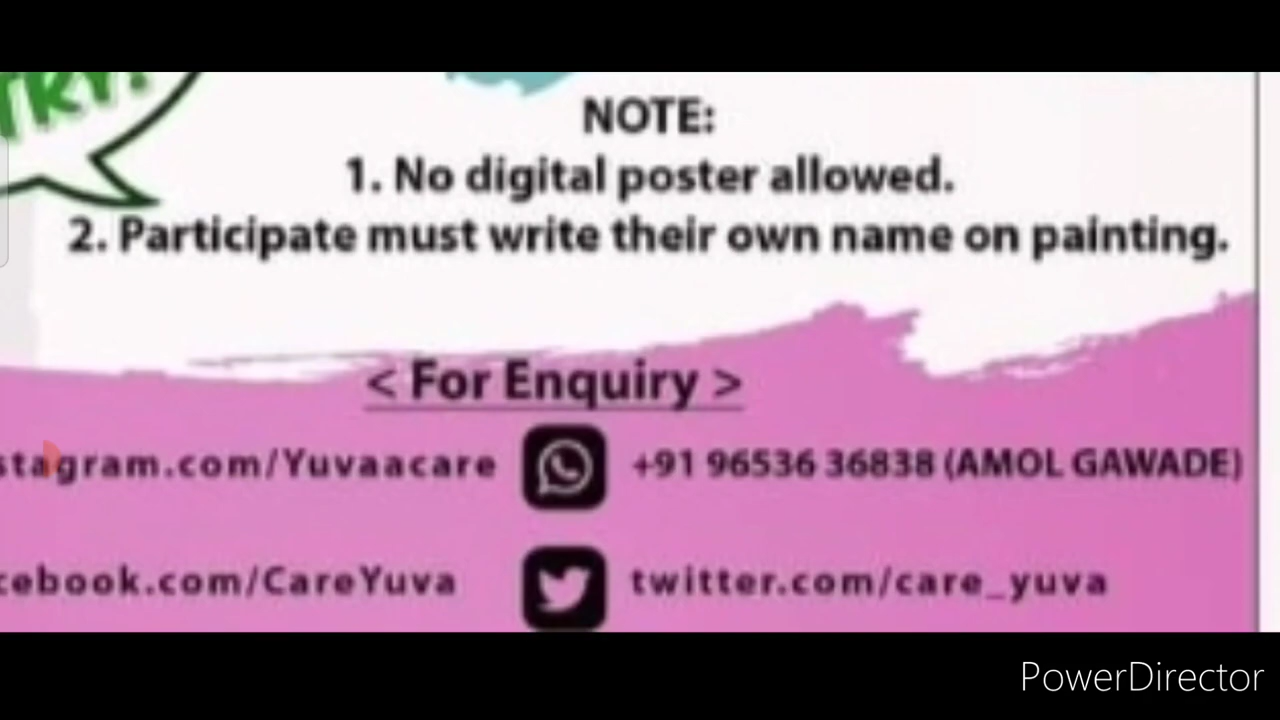 TRY!
NOTE:
1. No digital poster allowed.
2. Participate must write their own name on painting.
< For Enquiry >
stagram.com/Yuvaacare
+91 96536 36838 (AMOL GAWADE)
cebook.com/CareYuva
twitter.com/care_yuva
PowerDirector